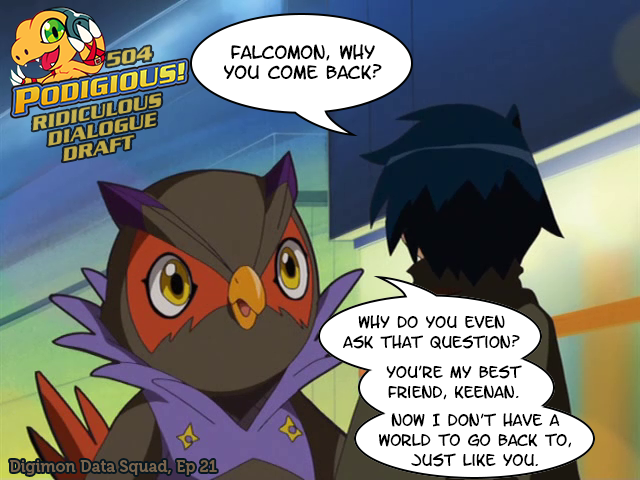 504
PODIGIOUS!
RIDICULOUS
DIALOGUE
DRAFT
FALCOMON, WHY
YOU COME BACK?
WHY DO YOU EVEN
ASK THAT QUESTION?
YOU'RE MY BEST
FRIEND, KEENAN.
NOW I DON'T HAVE A
WORLD TO GO BACK TO,
JUST LIKE YOU.
Digimon Data Squad, Ep 21